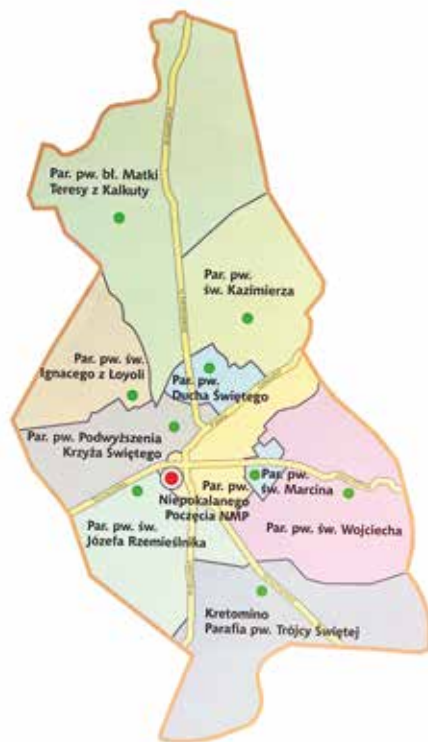 Par. pw. bł. Matki
Teresy z Kalkuty
Par. pw.
św. Kazimierza
Par. pw. św.
Ignacego z Loyoli
Par. pw.
Ducha Świętego
Par. pw. Podwyższenia
Krzyża Świętego
Par. pw.
Niepokalanego
Poczęcia NMP
Par. pw.
św. Marcina
Par. pw. św. Wojciecha
Par. pw. św.
Józefa Rzemieślnika
Kretomino
Parafia pw. Trójcy Świętej